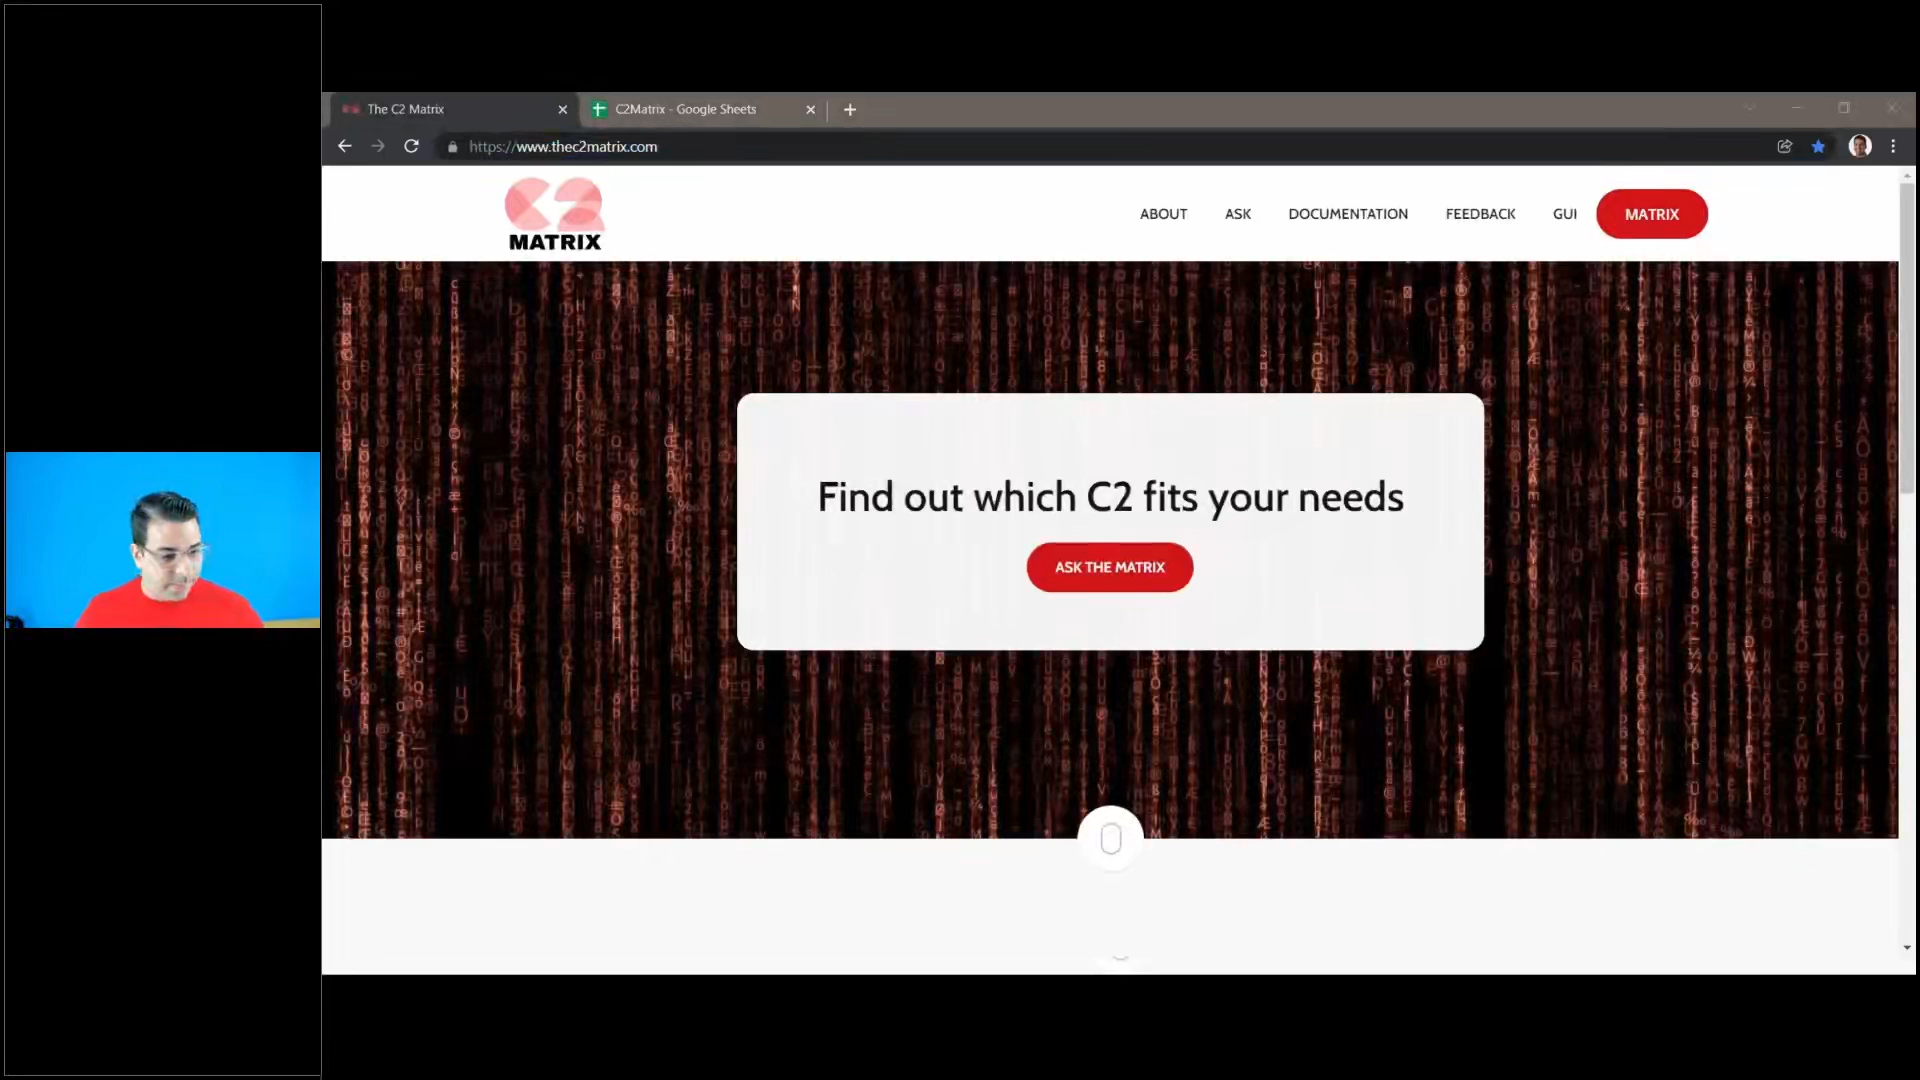 The C2 Matrix
C2Matrix - Google Sheets
https://www.thec2matrix.com
C2
MATRIX
ABOUT
ASK
DOCUMENTATION
FEEDBACK
GUI
MATRIX
Find out which C2 fits your needs
ASK THE MATRIX